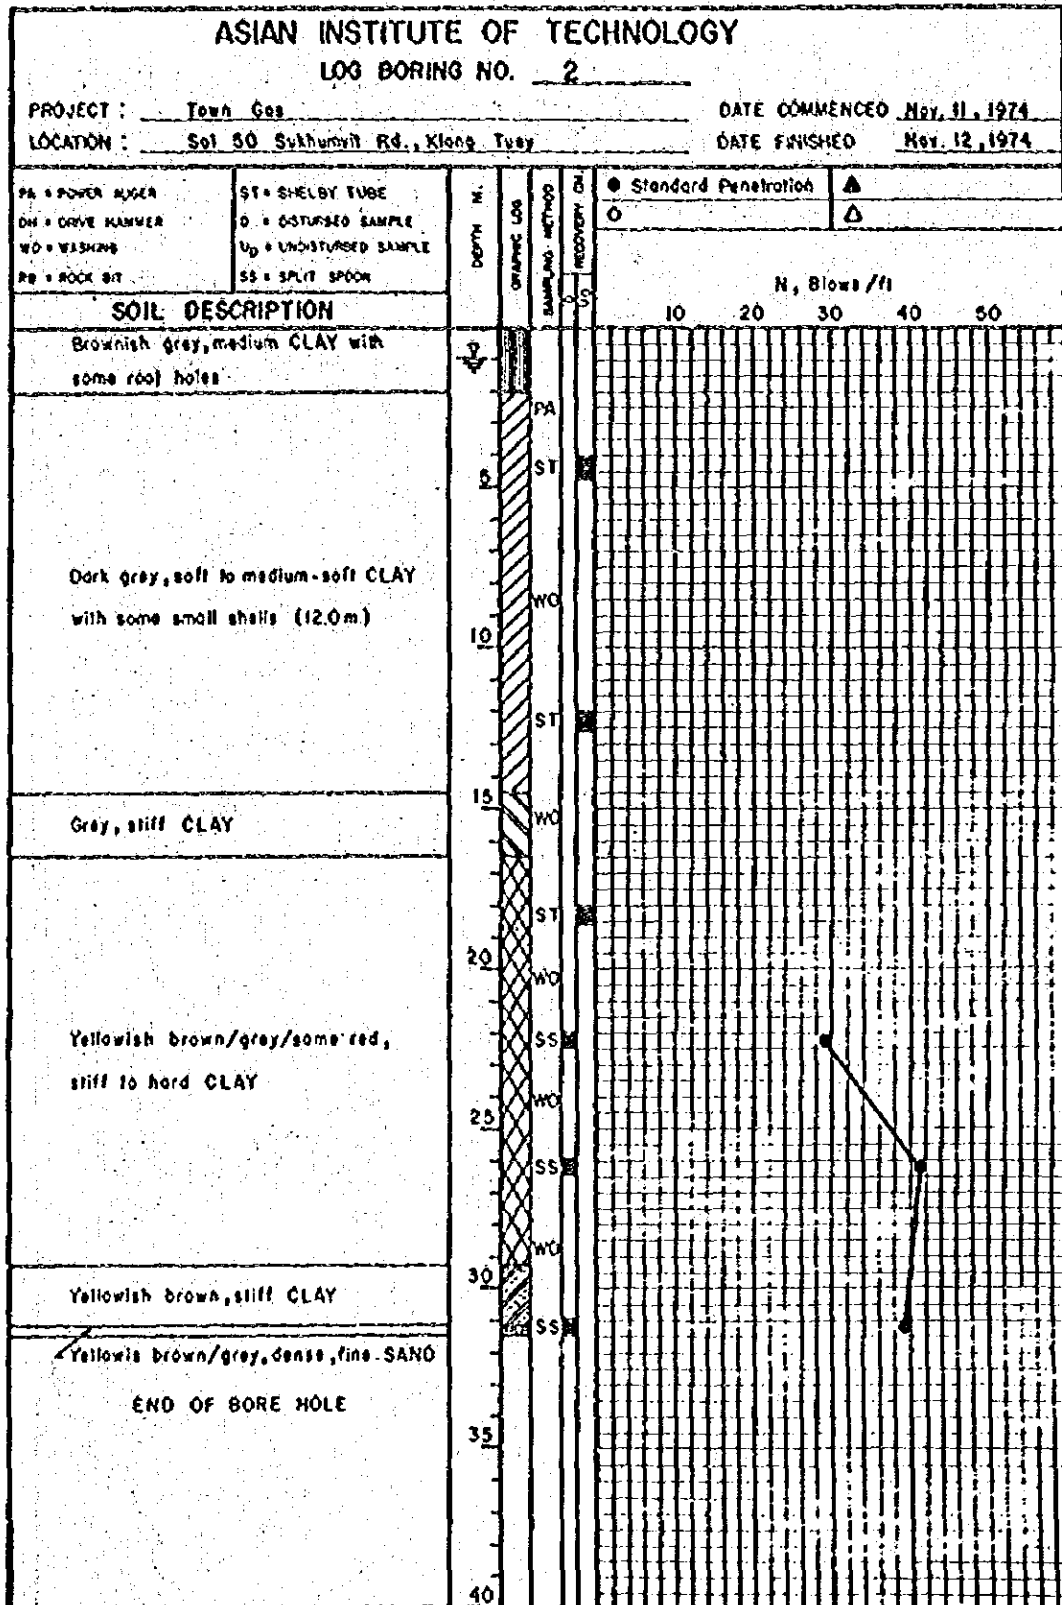 ASIAN INSTITUTE OF TECHNOLOGY
LOG BORING NO. 2
PROJECT : Town Gas
DATE COMMENCED Nov. 11, 1974
LOCATION : Soi 50 Sukhumvit Rd., Klong Tuey
DATE FINISHED Nov. 12, 1974
PA = POWER AUGER
DH = DRIVE HAMMER
WO = WASHING
RB = ROCK BIT
ST = SHELBY TUBE
D = DISTURBED SAMPLE
UD = UNDISTURBED SAMPLE
SS = SPLIT SPOON
DEPTH M.
GRAPHIC LOG
SAMPLING METHOD
RECOVERY CM.
● Standard Penetration
▲
○
△
SOIL DESCRIPTION
N, Blows/ft
10 20 30 40 50
Brownish grey, medium CLAY with
some root holes
PA
ST
5
Dark grey, soft to medium-soft CLAY
with some small shells (12.0m.)
WO
10
ST
15
WO
Grey, stiff CLAY
ST
20
WO
Yellowish brown/grey/some red,
stiff to hard CLAY
SS
WO
25
SS
WO
30
Yellowish brown, stiff CLAY
SS
Yellowis brown/grey, dense, fine SAND
END OF BORE HOLE
35
40